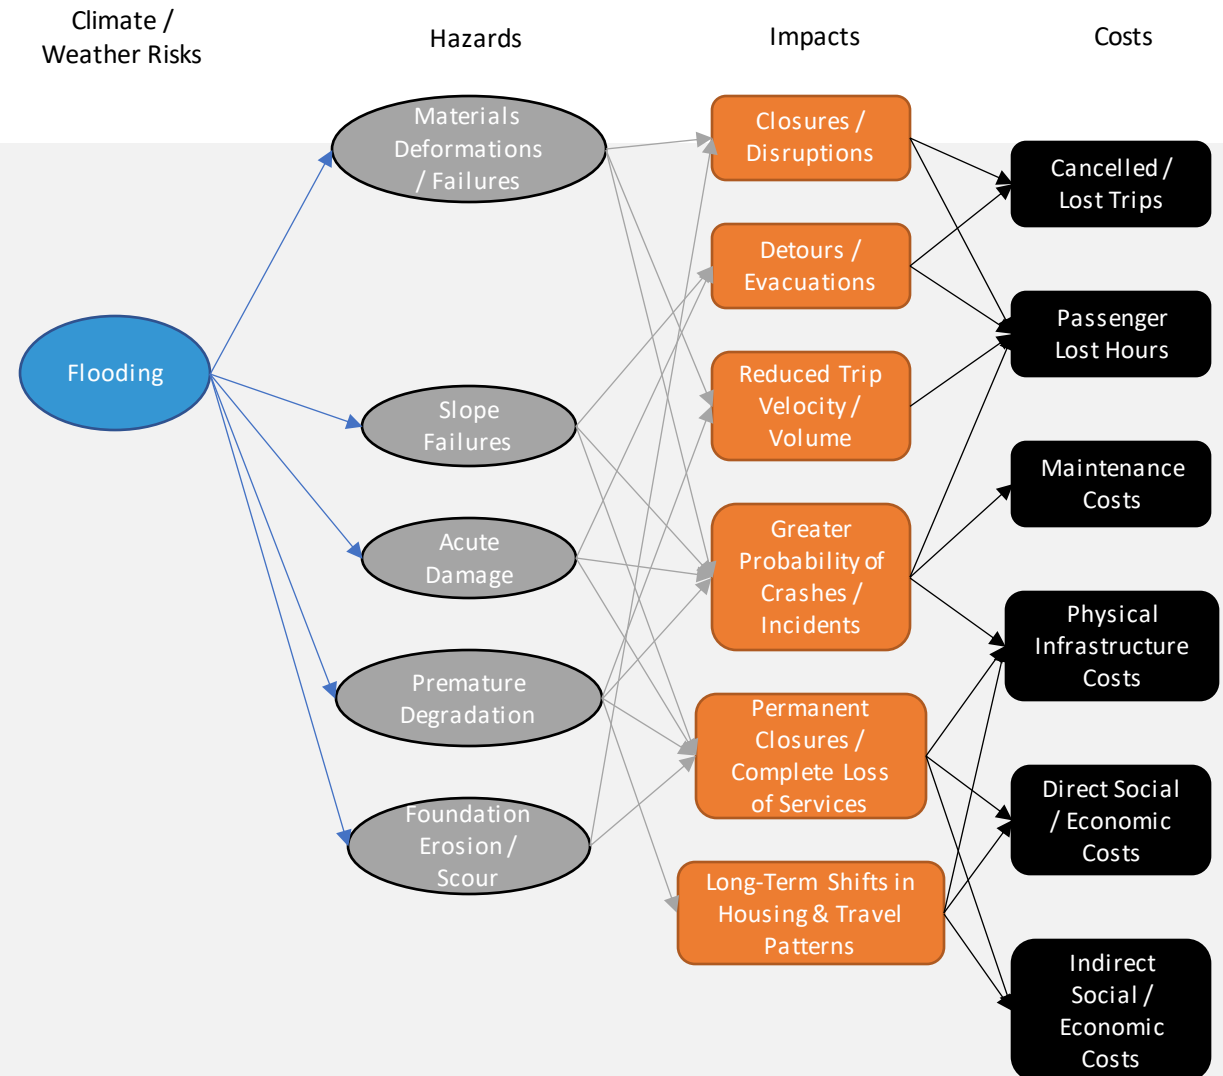 Climate /
Weather Risks
Hazards
Impacts
Costs
Materials
Deformations
/ Failures
Closures /
Disruptions
Cancelled /
Lost Trips
Detours /
Evacuations
Passenger
Lost Hours
Flooding
Reduced Trip
Velocity /
Volume
Slope
Failures
Maintenance
Costs
Acute
Damage
Greater
Probability of
Crashes /
Incidents
Physical
Infrastructure
Costs
Premature
Degradation
Permanent
Closures /
Complete Loss
of Services
Direct Social
/ Economic
Costs
Foundation
Erosion /
Scour
Long-Term Shifts in
Housing & Travel
Patterns
Indirect
Social /
Economic
Costs